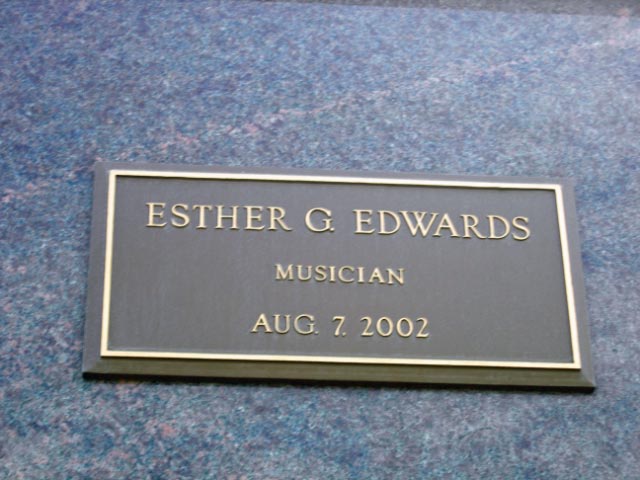 ESTHER G. EDWARDS
MUSICIAN
AUG. 7. 2002